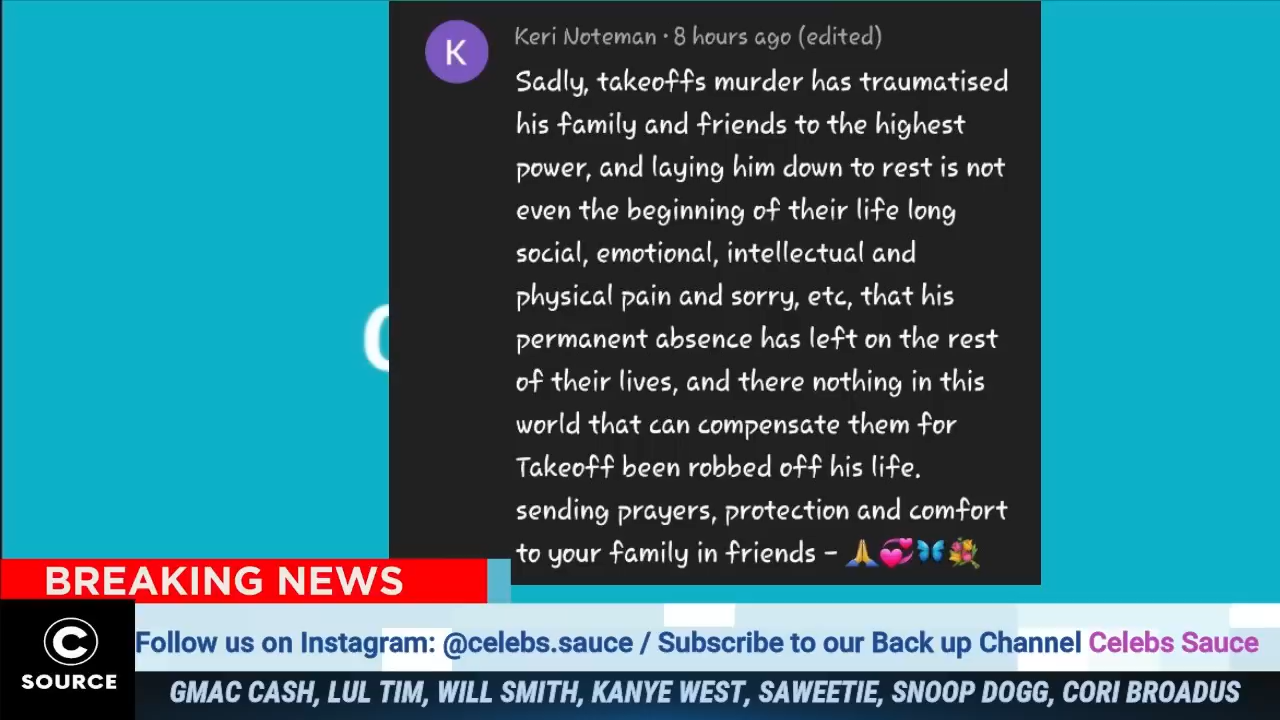 K
Keri Noteman · 8 hours ago (edited)
Sadly, takeoffs murder has traumatised
his family and friends to the highest
power, and laying him down to rest is not
even the beginning of their life long
social, emotional, intellectual and
physical pain and sorry, etc, that his
permanent absence has left on the rest
of their lives, and there nothing in this
world that can compensate them for
Takeoff been robbed off his life.
sending prayers, protection and comfort
to your family in friends - 🙏💞🦋💐
BREAKING NEWS
C
SOURCE
Follow us on Instagram: @celebs.sauce / Subscribe to our Back up Channel Celebs Sauce
GMAC CASH, LUL TIM, WILL SMITH, KANYE WEST, SAWEETIE, SNOOP DOGG, CORI BROADUS